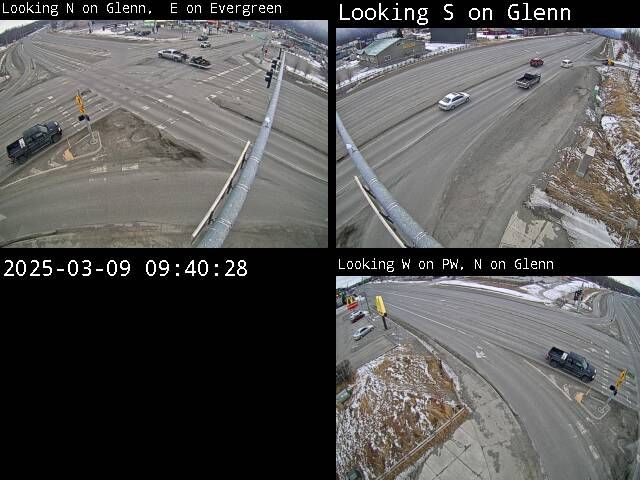 Looking N on Glenn,  E on Evergreen
Looking S on Glenn
2025-03-09 09:40:28
Looking W on PW, N on Glenn